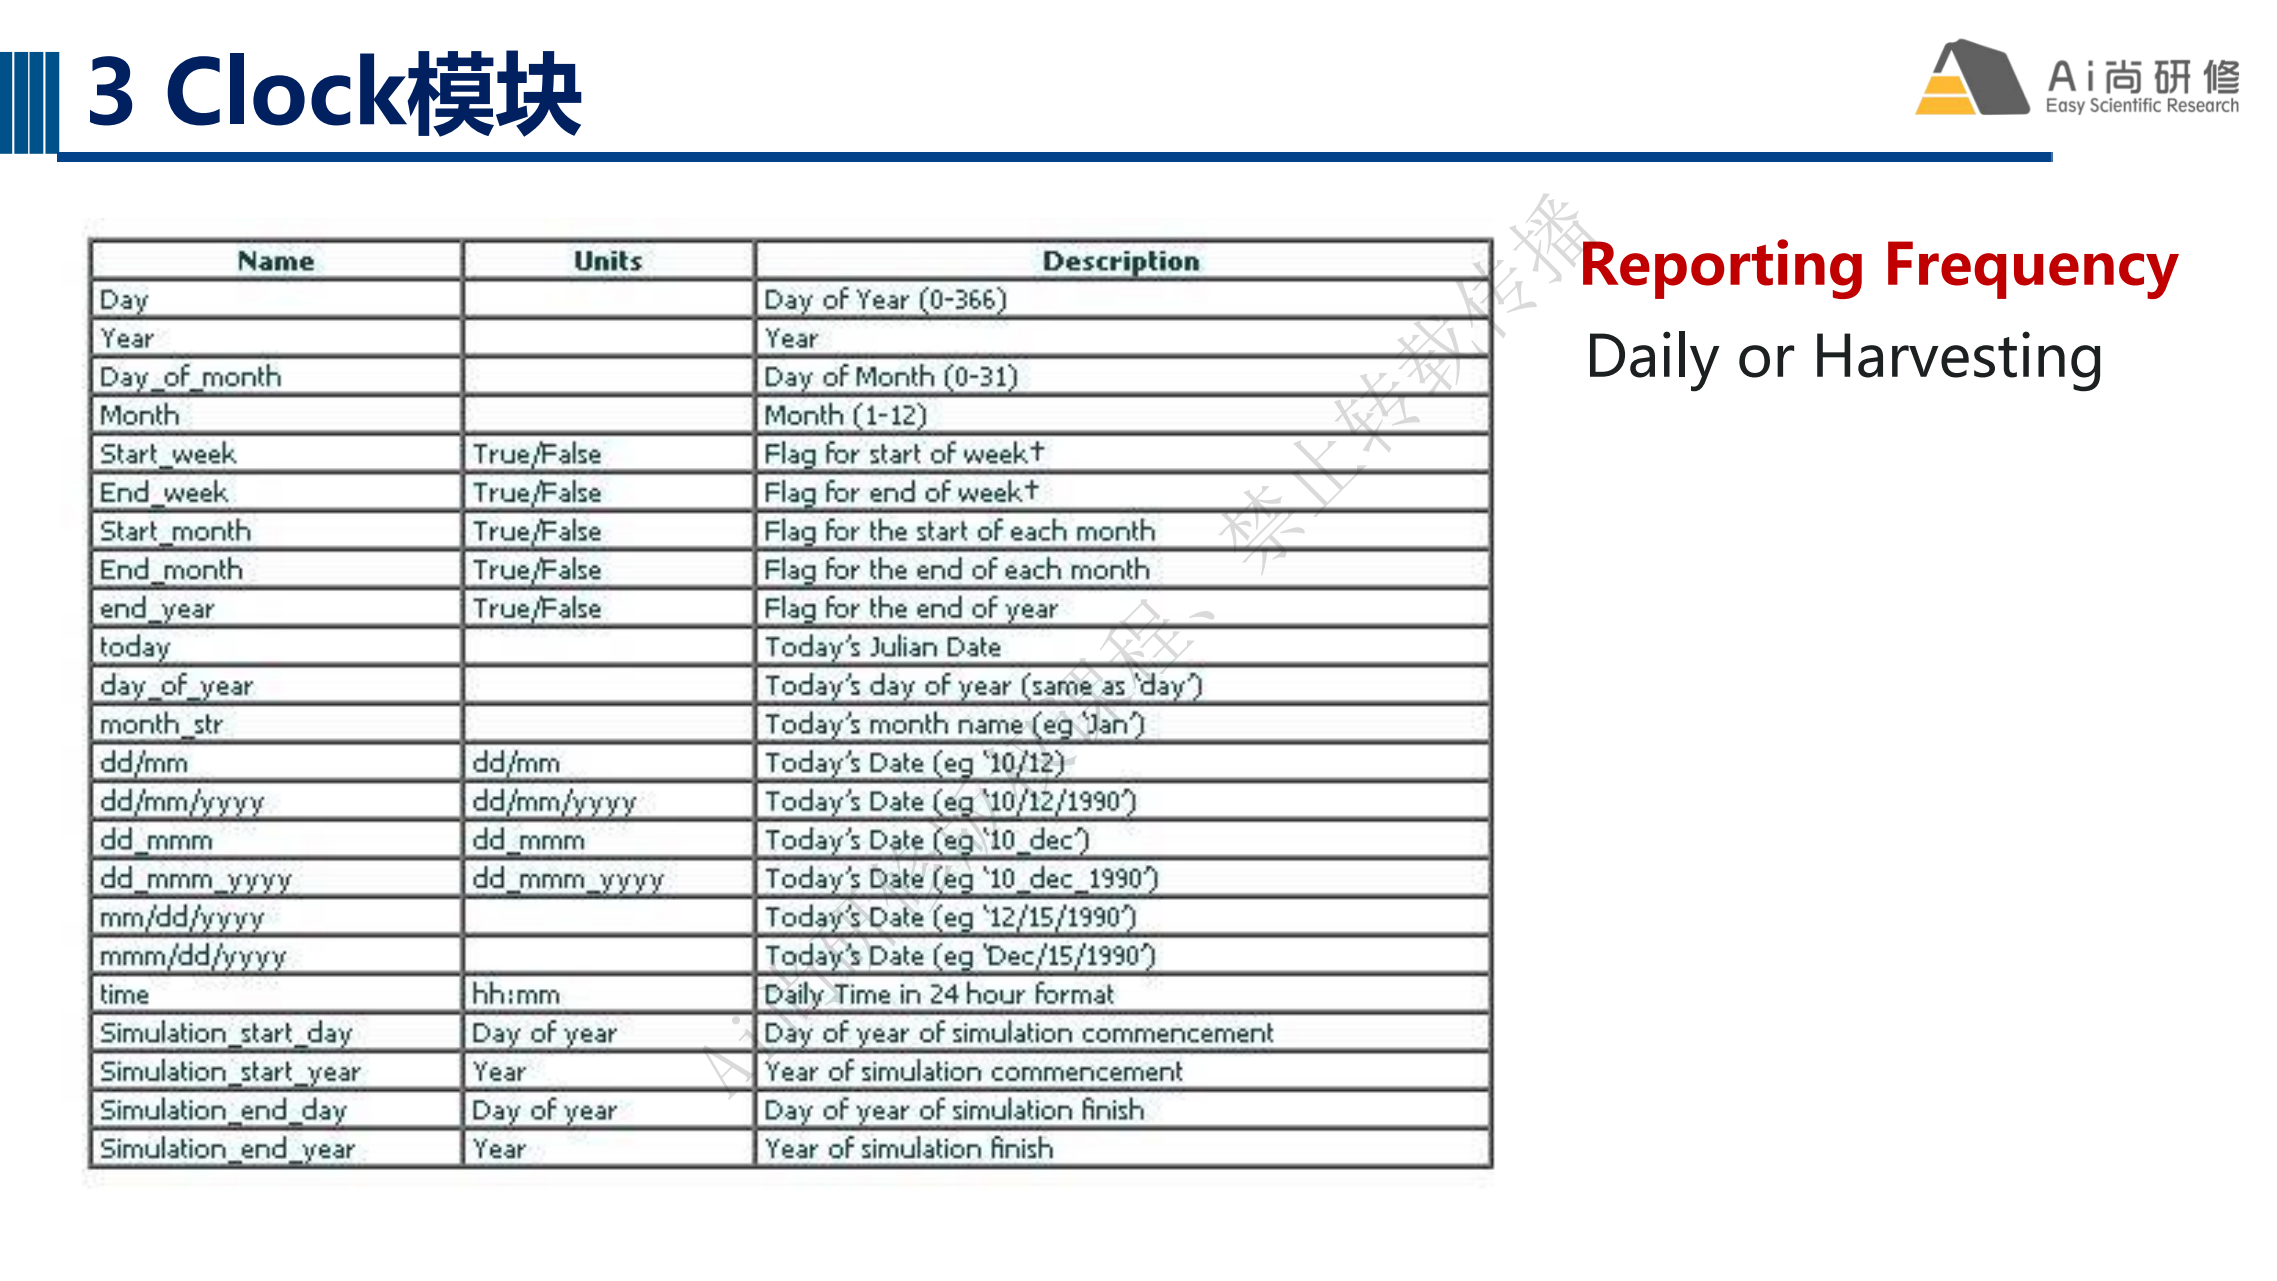 3 Clock模块
Ai尚研修
Easy Scientific Research
Name Units Description
Day Day of Year (0-366)
Year Year
Day_of_month Day of Month (0-31)
Month Month (1-12)
Start_week True/False Flag for start of week†
End_week True/False Flag for end of week†
Start_month True/False Flag for the start of each month
End_month True/False Flag for the end of each month
end_year True/False Flag for the end of year
today Today's Julian Date
day_of_year Today's day of year (same as 'day')
month_str Today's month name (eg 'Jan')
dd/mm dd/mm Today's Date (eg '10/12)
dd/mm/yyyy dd/mm/yyyy Today's Date (eg '10/12/1990')
dd_mmm dd_mmm Today's Date (eg '10_dec')
dd_mmm_yyyy dd_mmm_yyyy Today's Date (eg '10_dec_1990')
mm/dd/yyyy Today's Date (eg '12/15/1990')
mmm/dd/yyyy Today's Date (eg 'Dec/15/1990')
time hh:mm Daily Time in 24 hour format
Simulation_start_day Day of year Day of year of simulation commencement
Simulation_start_year Year Year of simulation commencement
Simulation_end_day Day of year Day of year of simulation finish
Simulation_end_year Year Year of simulation finish
Reporting Frequency
Daily or Harvesting
Ai尚研修版权课程、禁止转载传播